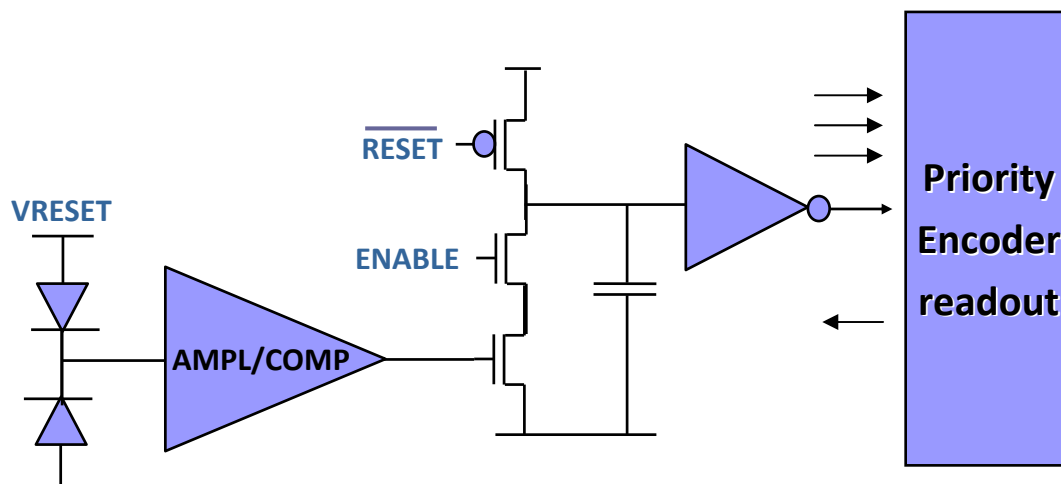 RESET
VRESET
ENABLE
AMPL/COMP
Priority
Encoder
readout